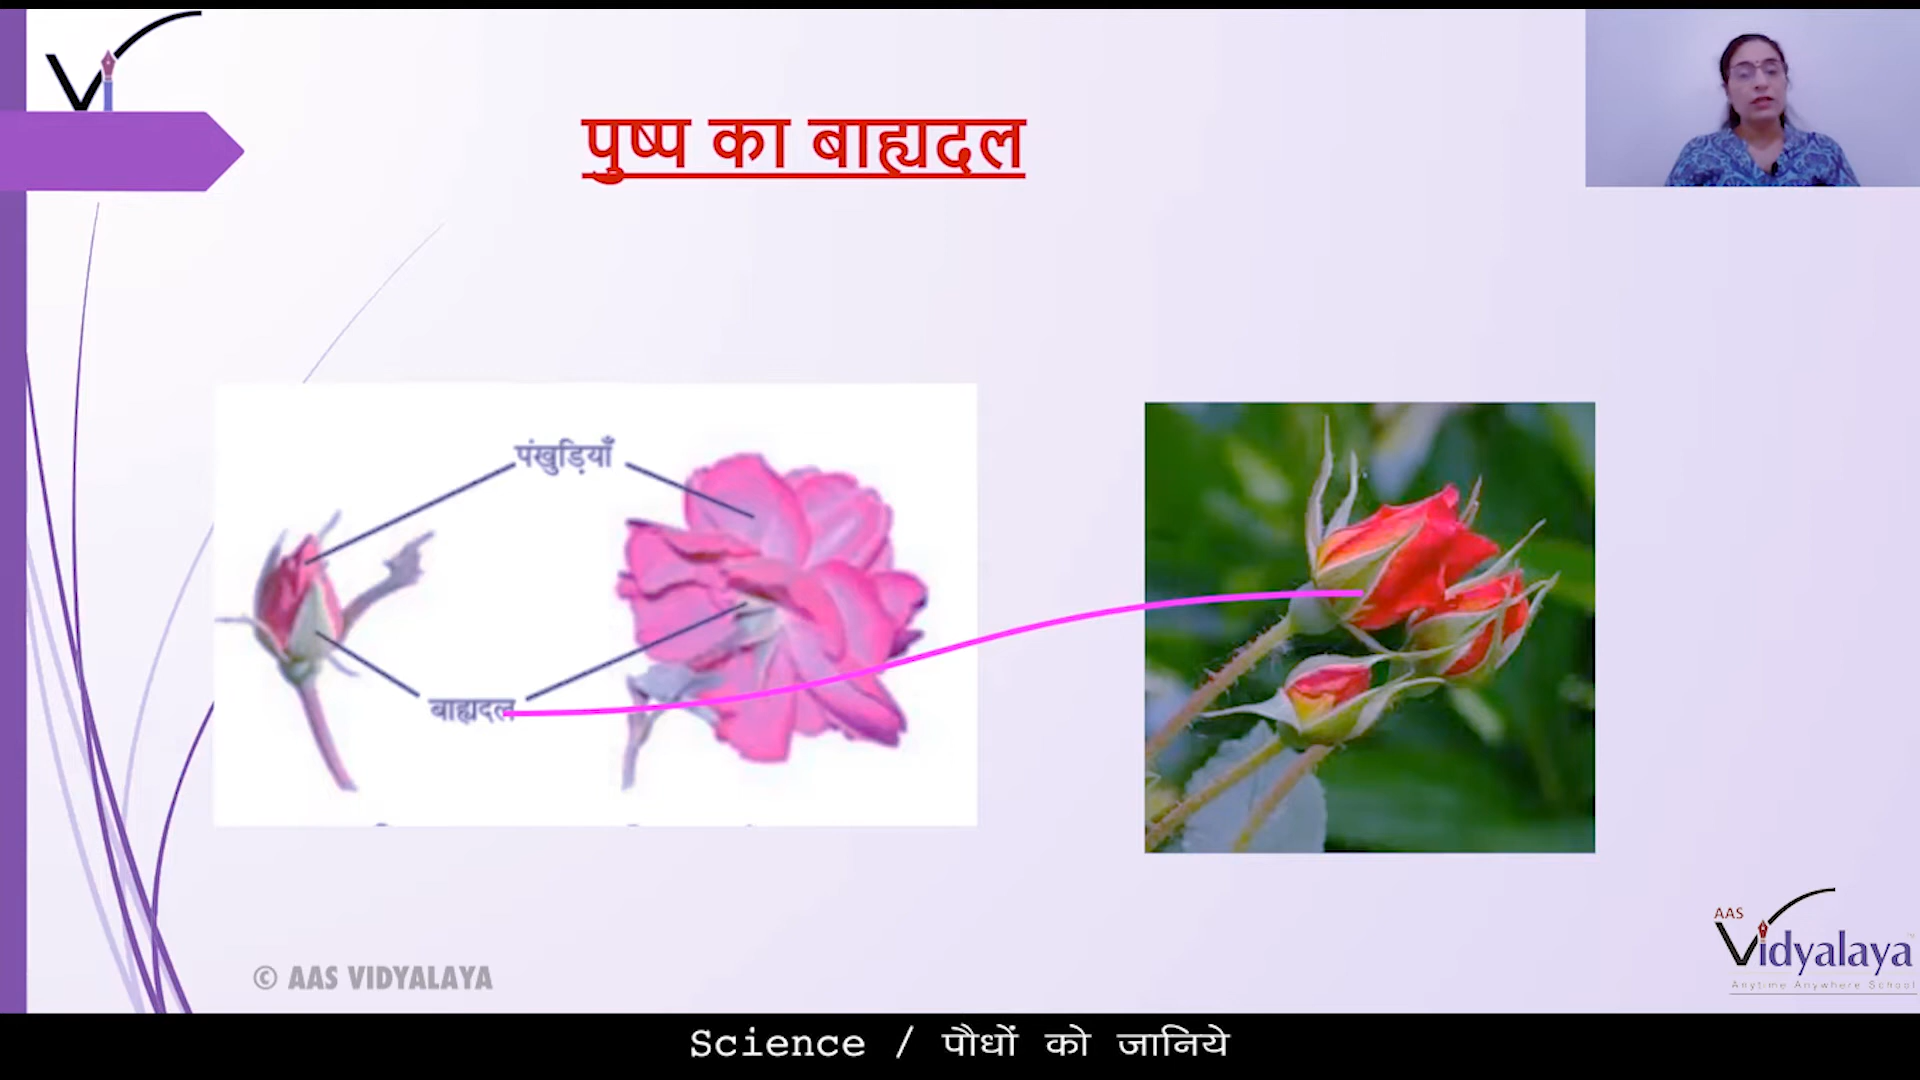 पुष्प का बाह्यदल
पंखुड़ियाँ
बाह्यदल
AAS
Vidyalaya
Anytime Anywhere School
© AAS VIDYALAYA
Science / पौधों को जानिये